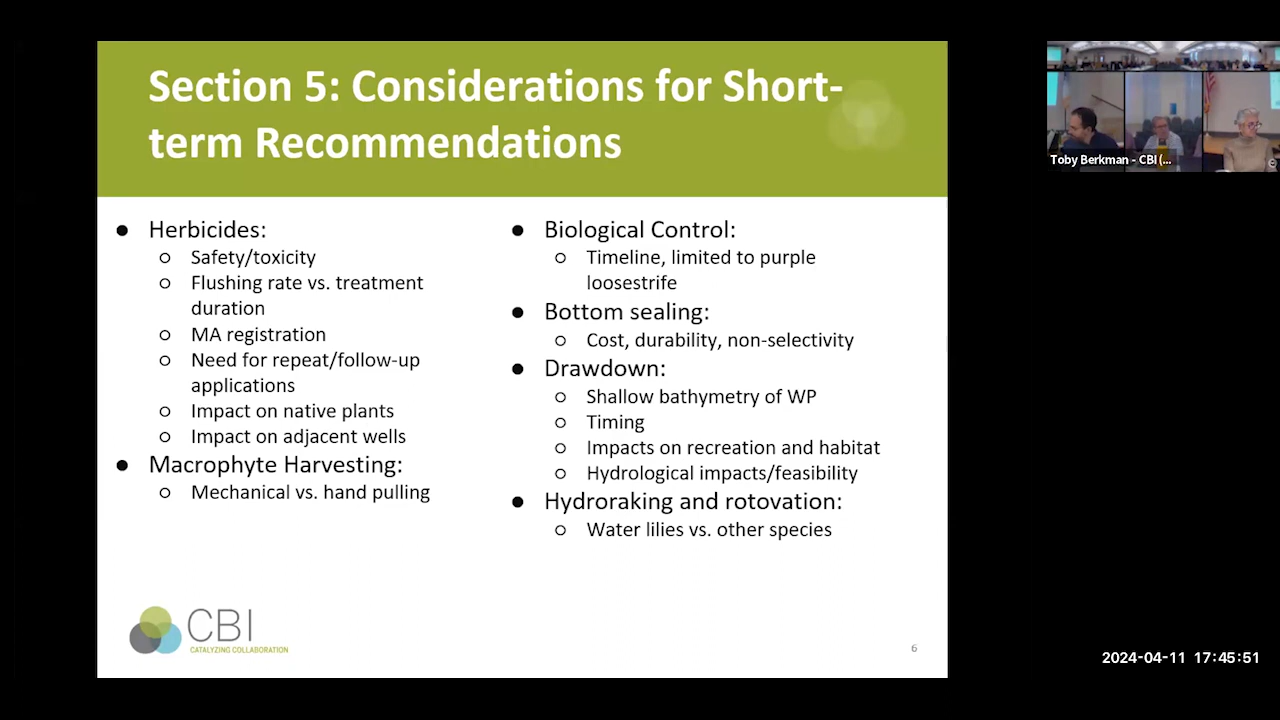 Section 5: Considerations for Short-
term Recommendations
● Herbicides:
○ Safety/toxicity
○ Flushing rate vs. treatment
duration
○ MA registration
○ Need for repeat/follow-up
applications
○ Impact on native plants
○ Impact on adjacent wells
● Macrophyte Harvesting:
○ Mechanical vs. hand pulling
● Biological Control:
○ Timeline, limited to purple
loosestrife
● Bottom sealing:
○ Cost, durability, non-selectivity
● Drawdown:
○ Shallow bathymetry of WP
○ Timing
○ Impacts on recreation and habitat
○ Hydrological impacts/feasibility
● Hydroraking and rotovation:
○ Water lilies vs. other species
CBI
CATALYZING COLLABORATION
6
Toby Berkman - CBI (...
2024-04-11 17:45:51